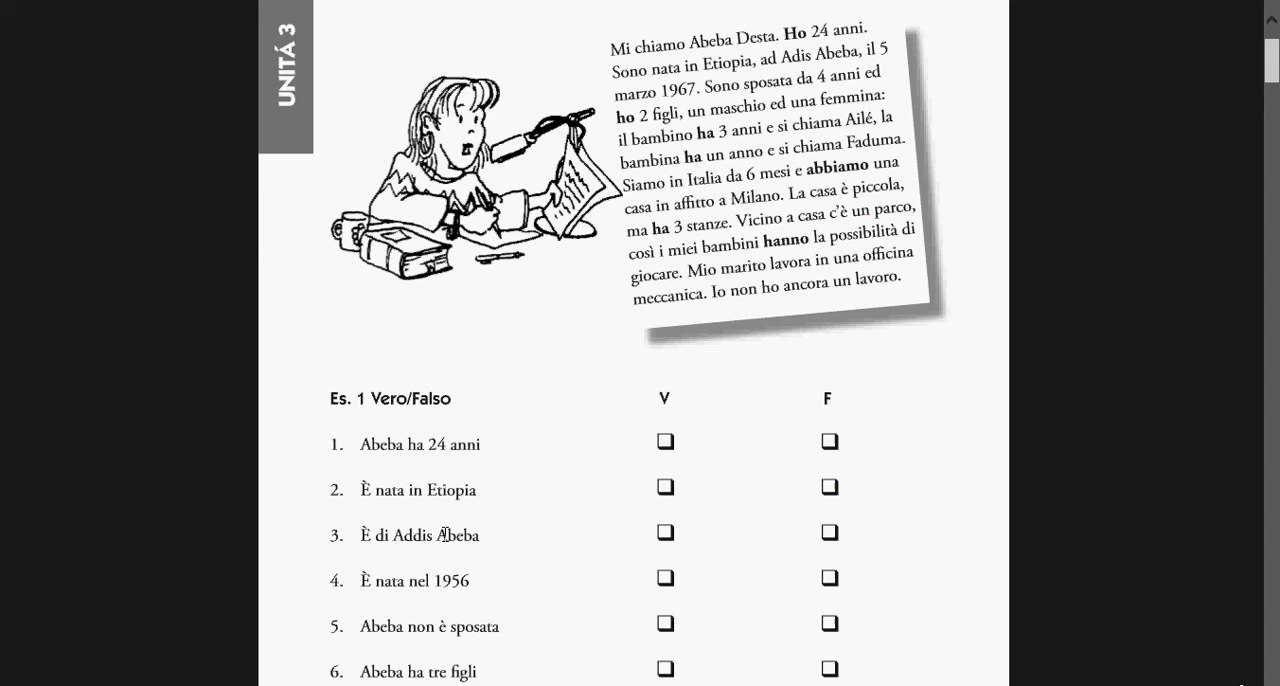 UNITÁ 3
Mi chiamo Abeba Desta. Ho 24 anni.
Sono nata in Etiopia, ad Adis Abeba, il 5
marzo 1967. Sono sposata da 4 anni ed
ho 2 figli, un maschio ed una femmina:
il bambino ha 3 anni e si chiama Ailé, la
bambina ha un anno e si chiama Faduma.
Siamo in Italia da 6 mesi e abbiamo una
casa in affitto a Milano. La casa è piccola,
ma ha 3 stanze. Vicino a casa c'è un parco,
così i miei bambini hanno la possibilità di
giocare. Mio marito lavora in una officina
meccanica. Io non ho ancora un lavoro.
Es. 1 Vero/Falso V F
1. Abeba ha 24 anni
2. È nata in Etiopia
3. È di Addis Abeba
4. È nata nel 1956
5. Abeba non è sposata
6. Abeba ha tre figli